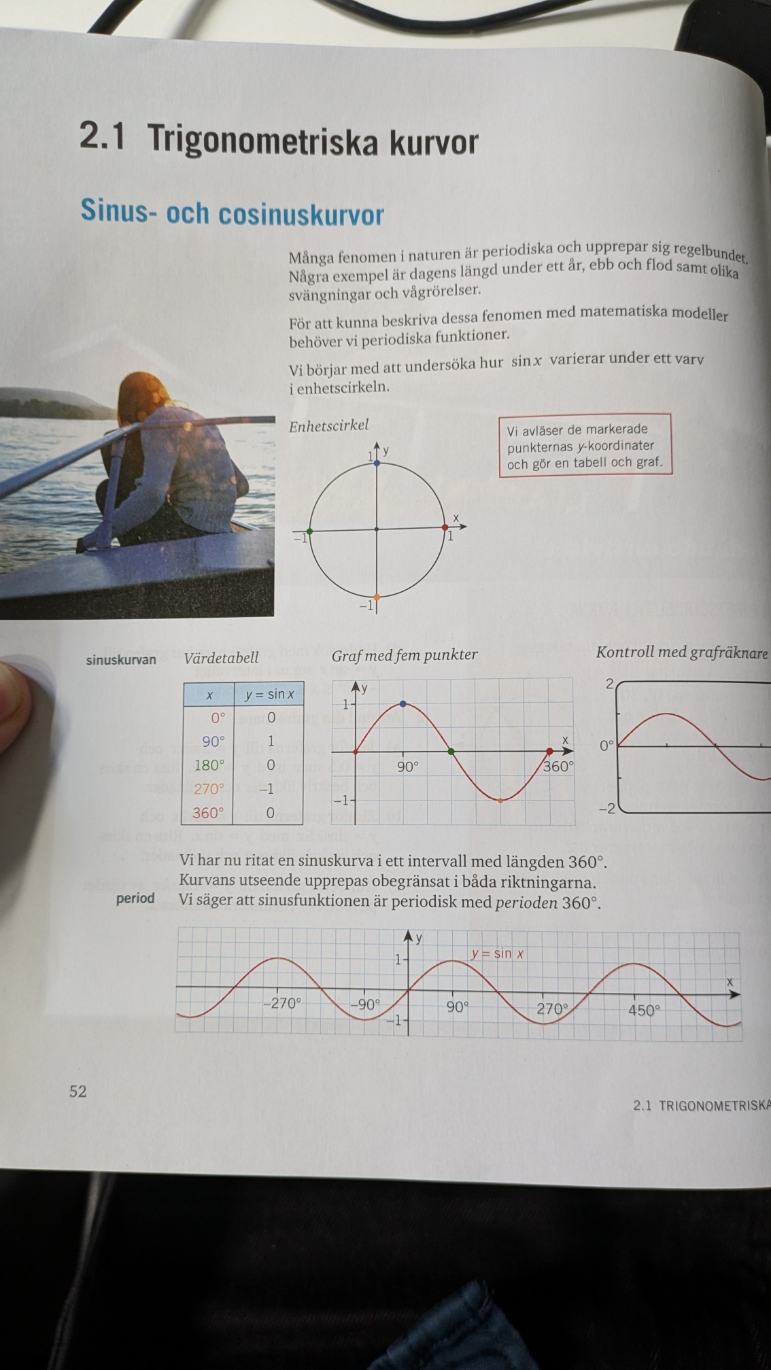 2.1 Trigonometriska kurvor
Sinus- och cosinuskurvor
Många fenomen i naturen är periodiska och upprepar sig regelbundet.
Några exempel är dagens längd under ett år, ebb och flod samt olika
svängningar och vågrörelser.
För att kunna beskriva dessa fenomen med matematiska modeller
behöver vi periodiska funktioner.
Vi börjar med att undersöka hur sin x varierar under ett varv
i enhetscirkeln.
Enhetscirkel
1 y
x
-1 1
-1
Vi avläser de markerade
punkternas y-koordinater
och gör en tabell och graf.
sinuskurvan
Värdetabell
x y = sin x
0° 0
90° 1
180° 0
270° -1
360° 0
Graf med fem punkter
y
1
x
90° 360°
-1
Kontroll med grafräknare
2
0°
-2
Vi har nu ritat en sinuskurva i ett intervall med längden 360°.
Kurvans utseende upprepas obegränsat i båda riktningarna.
period Vi säger att sinusfunktionen är periodisk med perioden 360°.
y
1 y = sin x
x
-270° -90° 90° 270° 450°
-1
52
2.1 TRIGONOMETRISKA